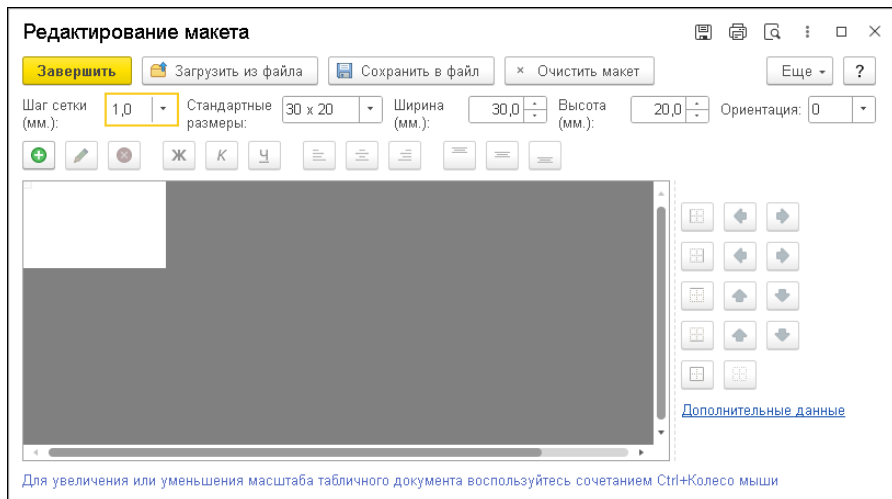 Редактирование макета
Завершить Загрузить из файла Сохранить в файл × Очистить макет Еще ?
Шаг сетки (мм.): 1,0 Стандартные размеры: 30 x 20 Ширина (мм.): 30,0 Высота (мм.): 20,0 Ориентация: 0
Ж К Ч
Дополнительные данные
Для увеличения или уменьшения масштаба табличного документа воспользуйтесь сочетанием Ctrl+Колесо мыши